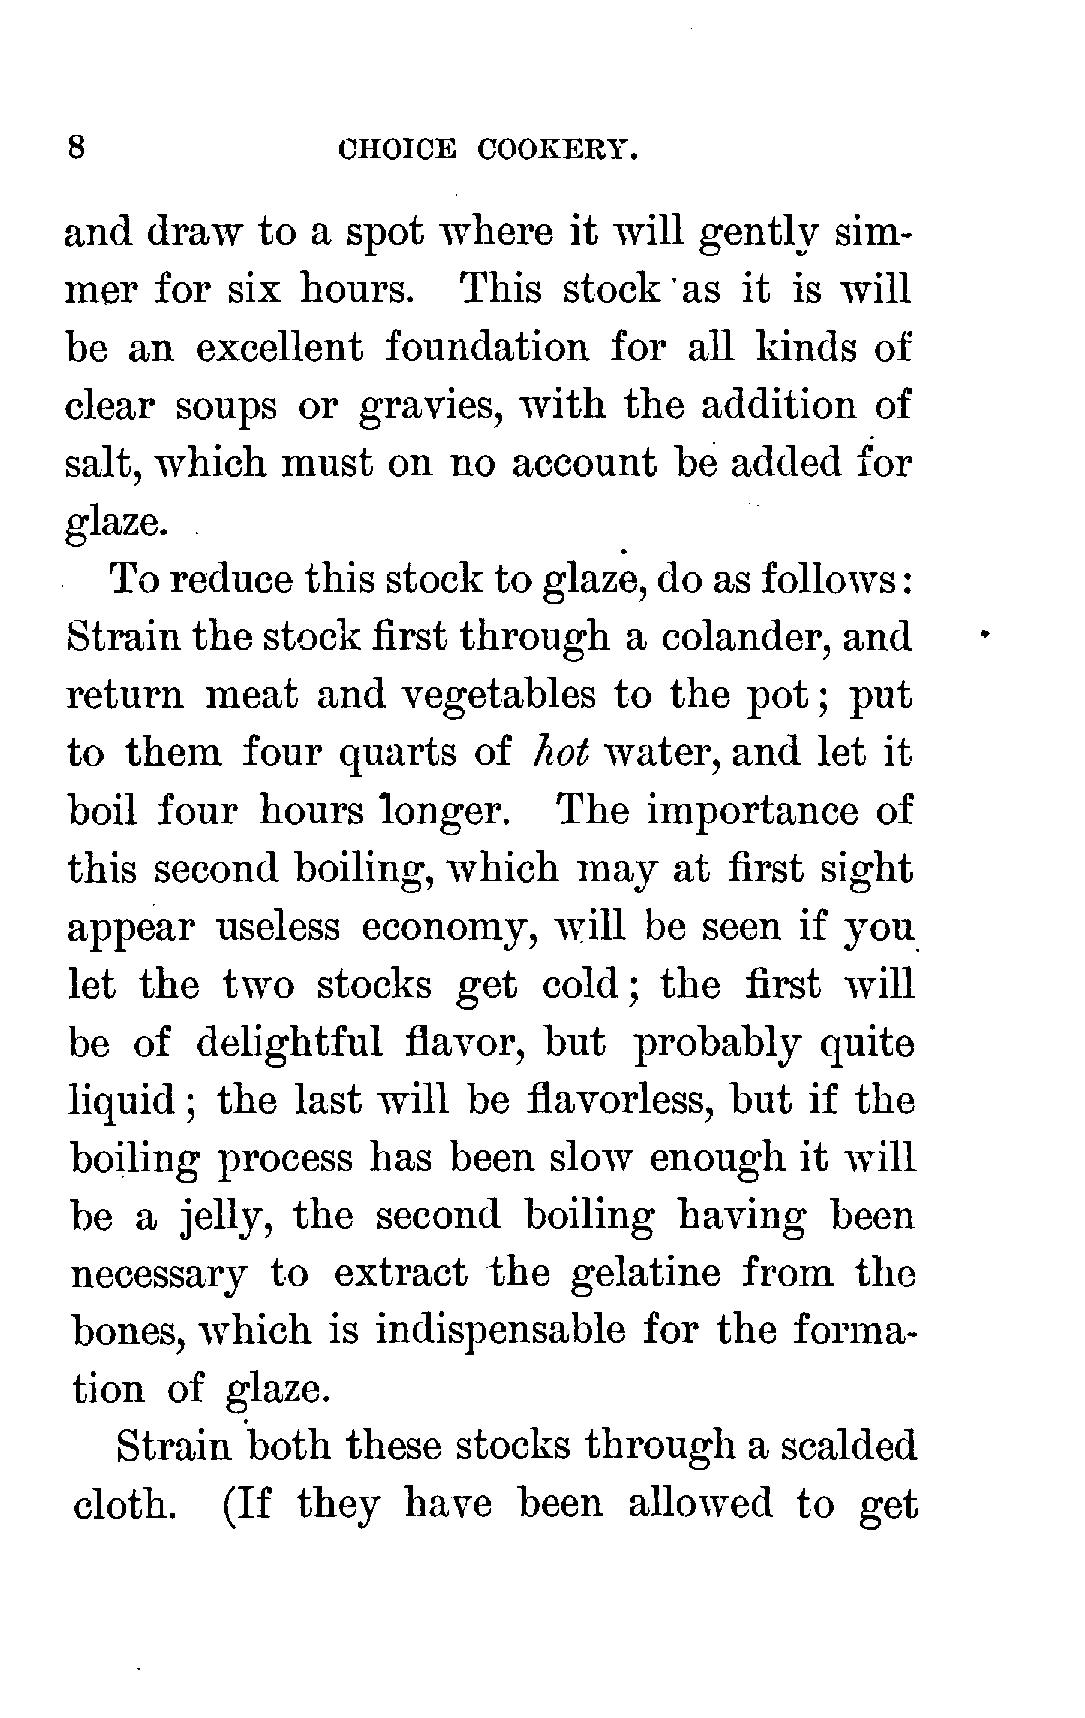 8 CHOICE COOKERY.
and draw to a spot where it will gently sim-
mer for six hours. This stock as it is will
be an excellent foundation for all kinds of
clear soups or gravies, with the addition of
salt, which must on no account be added for
glaze.
To reduce this stock to glaze, do as follows:
Strain the stock first through a colander, and
return meat and vegetables to the pot; put
to them four quarts of hot water, and let it
boil four hours longer. The importance of
this second boiling, which may at first sight
appear useless economy, will be seen if you
let the two stocks get cold; the first will
be of delightful flavor, but probably quite
liquid; the last will be flavorless, but if the
boiling process has been slow enough it will
be a jelly, the second boiling having been
necessary to extract the gelatine from the
bones, which is indispensable for the forma-
tion of glaze.
Strain both these stocks through a scalded
cloth. (If they have been allowed to get